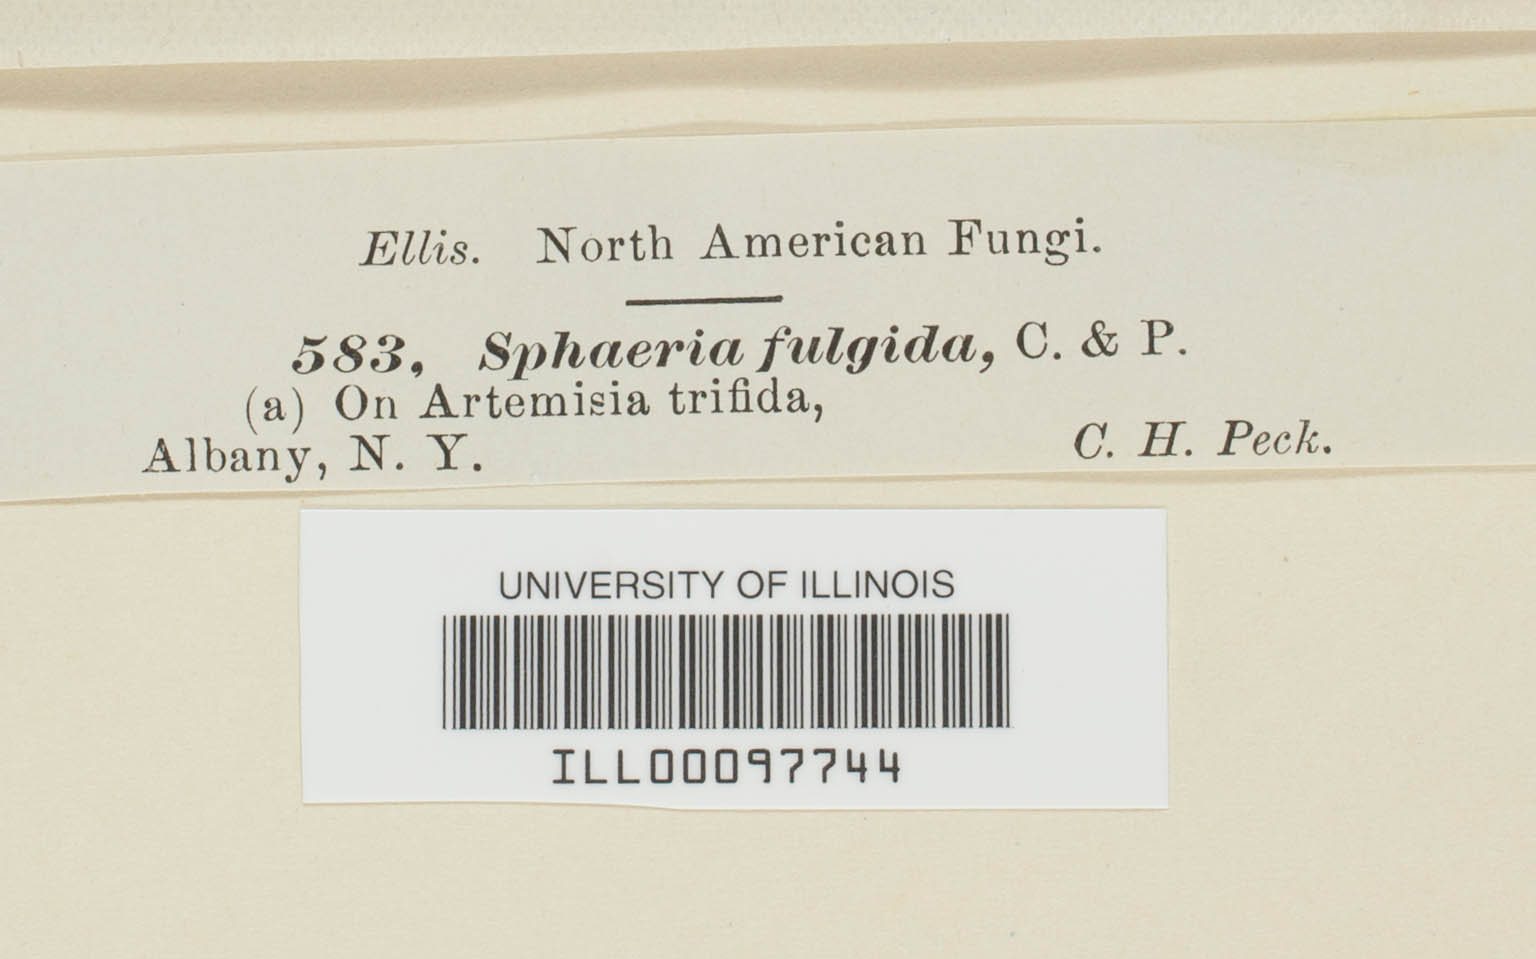 Ellis. North American Fungi.
583, Sphaeria fulgida, C. & P.
(a) On Artemisia trifida,
Albany, N. Y. C. H. Peck.
UNIVERSITY OF ILLINOIS
ILL00097744